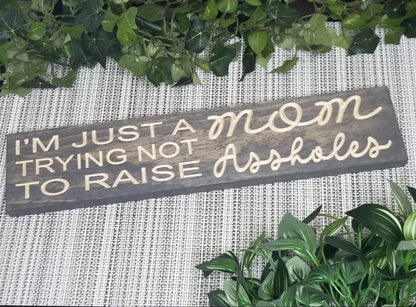 I'M JUST A MOM
TRYING NOT
TO RAISE Assholes